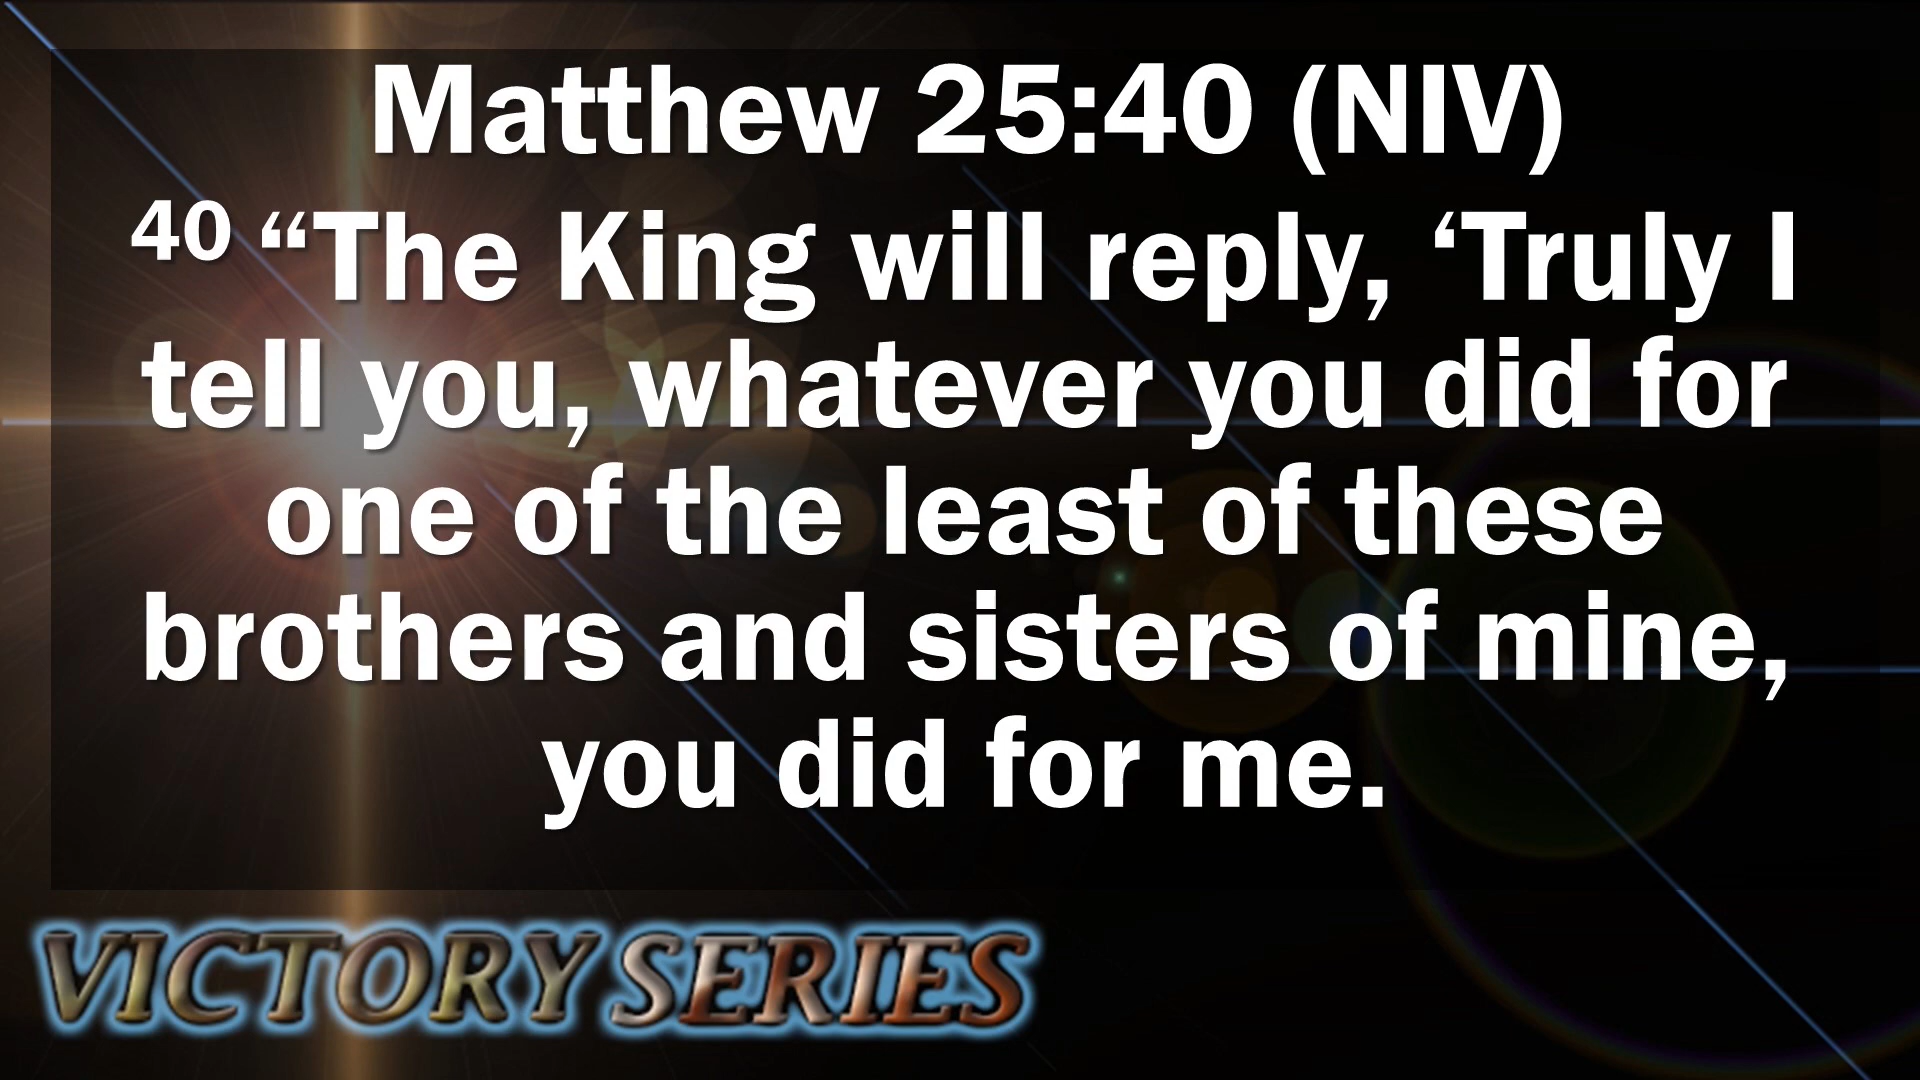 Matthew 25:40 (NIV)
40 “The King will reply, ‘Truly I
tell you, whatever you did for
one of the least of these
brothers and sisters of mine,
you did for me.
VICTORY SERIES